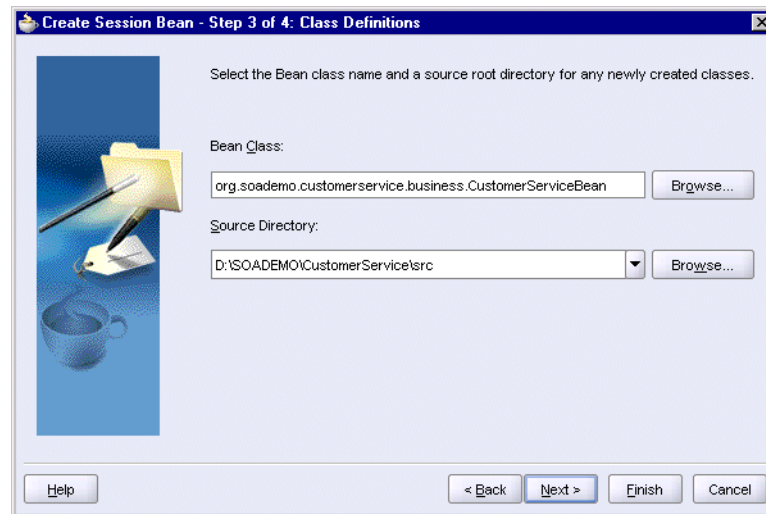 Create Session Bean - Step 3 of 4: Class Definitions
Select the Bean class name and a source root directory for any newly created classes.
Bean Class:
org.soademo.customerservice.business.CustomerServiceBean Browse...
Source Directory:
D:\SOADEMO\CustomerService\src Browse...
Help < Back Next > Finish Cancel